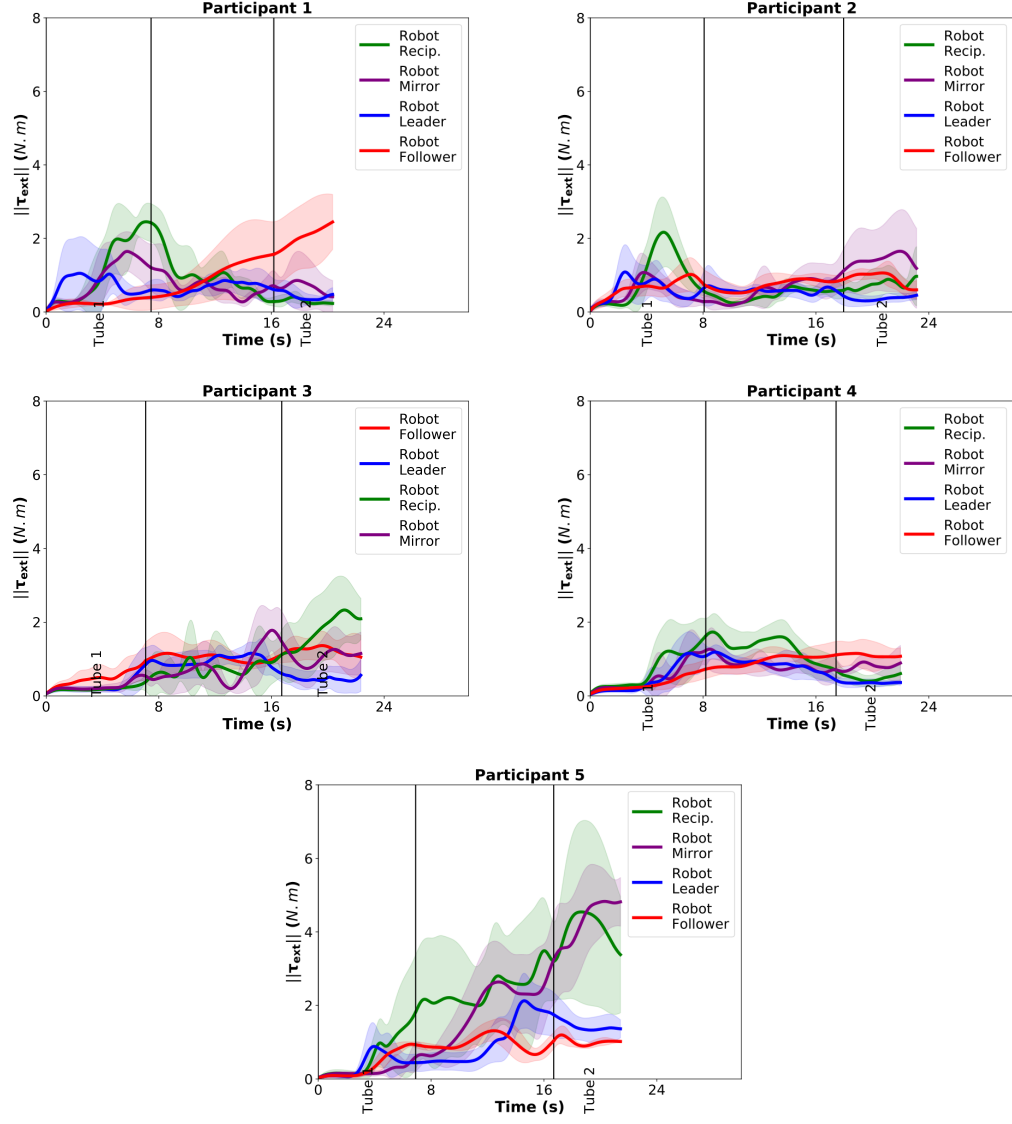 Participant 1
8
6
4
2
0
||τext|| (N.m)
Robot
Recip.
Robot
Mirror
Robot
Leader
Robot
Follower
Tube 1
Tube 2
0
8
16
24
Time (s)
Participant 2
8
6
4
2
0
||τext|| (N.m)
Robot
Recip.
Robot
Mirror
Robot
Leader
Robot
Follower
Tube 1
Tube 2
0
8
16
24
Time (s)
Participant 3
8
6
4
2
0
||τext|| (N.m)
Robot
Follower
Robot
Leader
Robot
Recip.
Robot
Mirror
Tube 1
Tube 2
0
8
16
24
Time (s)
Participant 4
8
6
4
2
0
||τext|| (N.m)
Robot
Recip.
Robot
Mirror
Robot
Leader
Robot
Follower
Tube 1
Tube 2
0
8
16
24
Time (s)
Participant 5
8
6
4
2
0
||τext|| (N.m)
Robot
Recip.
Robot
Mirror
Robot
Leader
Robot
Follower
Tube 1
Tube 2
0
8
16
24
Time (s)